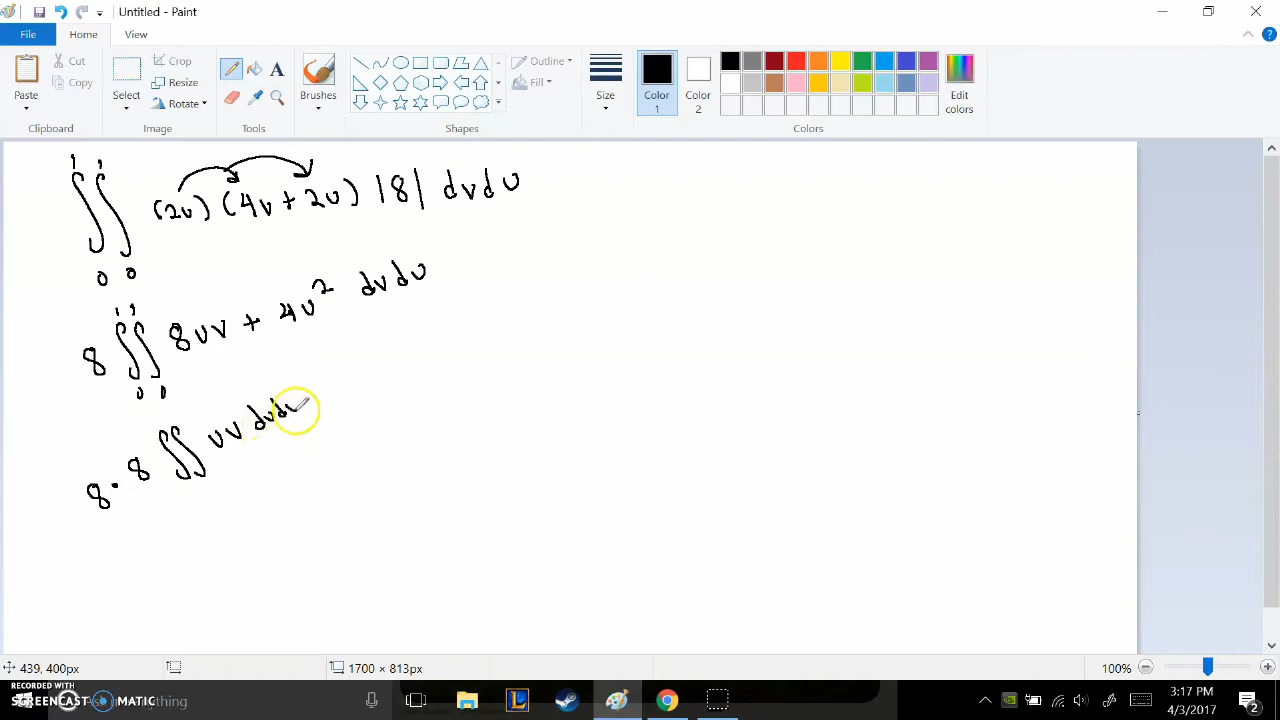 Untitled - Paint
File Home View
Paste
Cut
Copy
Clipboard
Select
Crop
Resize
Rotate
Image
A
Tools
Brushes
Outline
Fill
Shapes
Size
Color 1
Color 2
Edit colors
Colors
1 1
∫∫ (2u) (4v + 2u) |8| dv du
0 0
1 1
8 ∫∫ 8uv + 4u² dv du
0 0
8 · 8 ∫∫ uv dv du
439, 400px
1700 × 813px
100%
RECORDED WITH
SCREENCAST MATIC
3:17 PM
4/3/2017
2